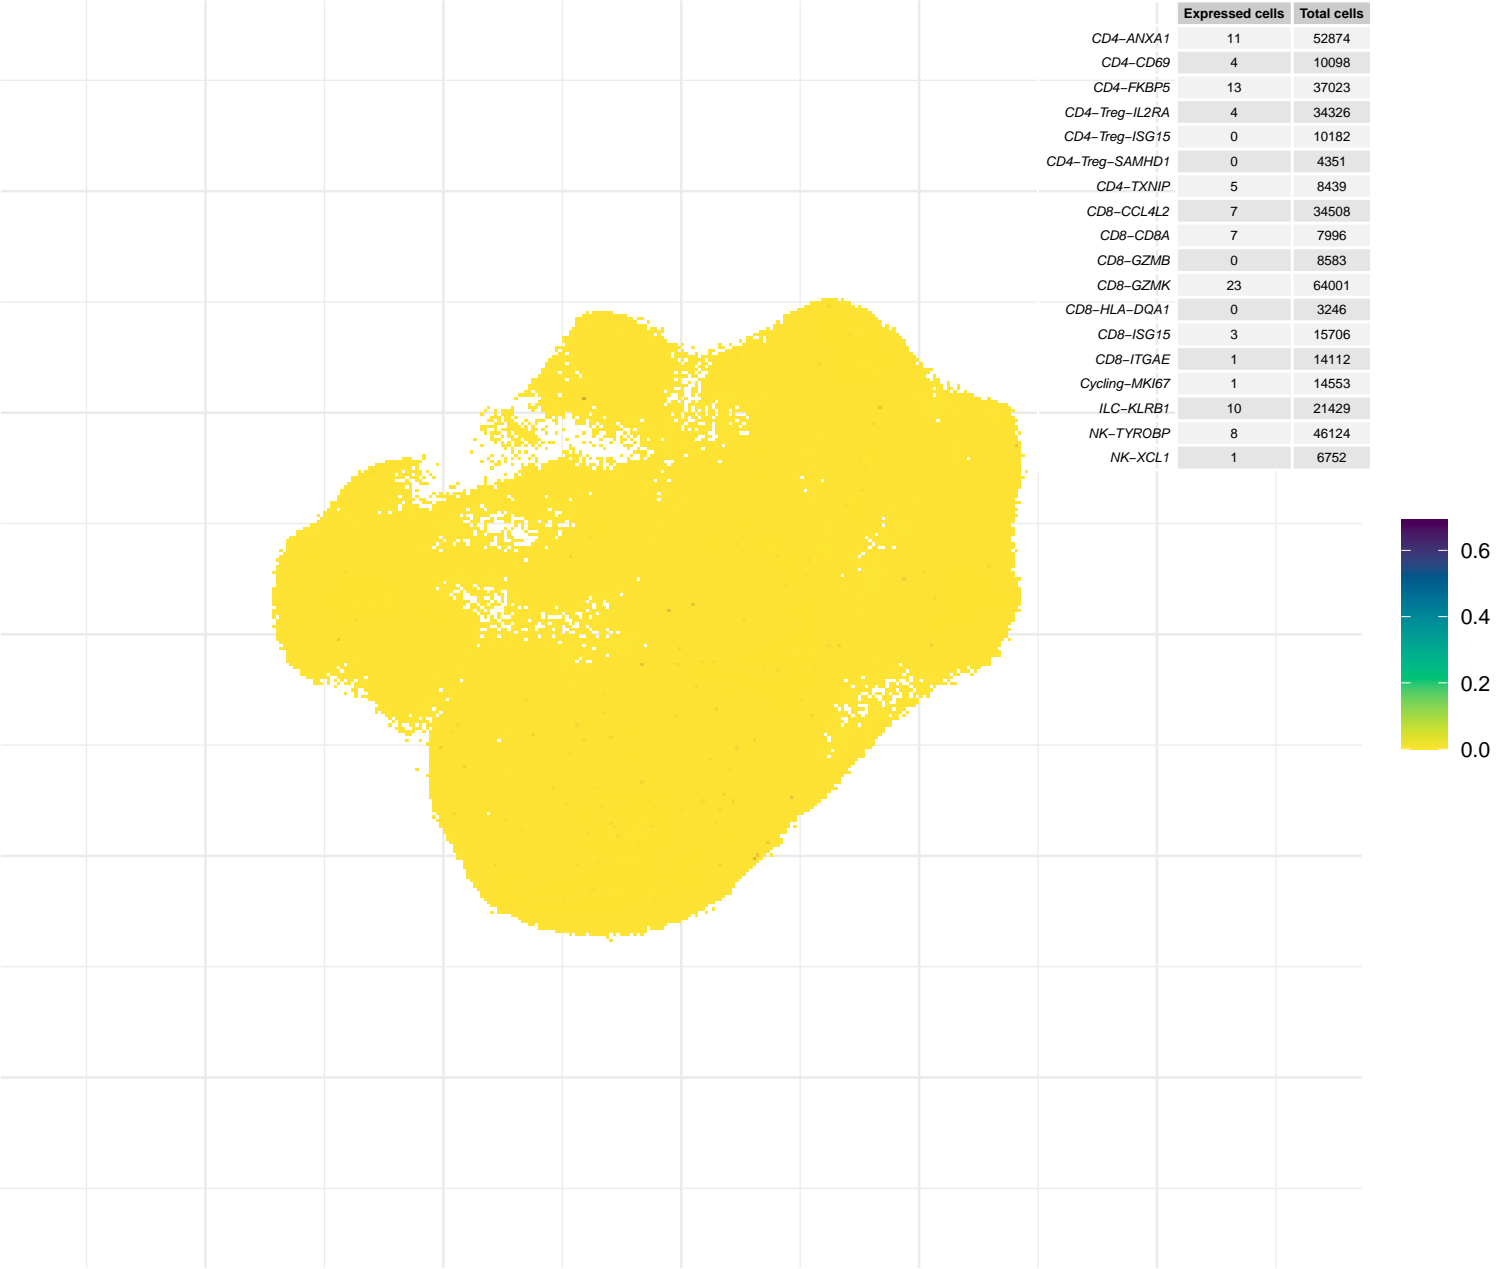 Expressed cells Total cells
CD4−ANXA1 11 52874
CD4−CD69 4 10098
CD4−FKBP5 13 37023
CD4−Treg−IL2RA 4 34326
CD4−Treg−ISG15 0 10182
CD4−Treg−SAMHD1 0 4351
CD4−TXNIP 5 8439
CD8−CCL4L2 7 34508
CD8−CD8A 7 7996
CD8−GZMB 0 8583
CD8−GZMK 23 64001
CD8−HLA−DQA1 0 3246
CD8−ISG15 3 15706
CD8−ITGAE 1 14112
Cycling−MKI67 1 14553
ILC−KLRB1 10 21429
NK−TYROBP 8 46124
NK−XCL1 1 6752
0.6
0.4
0.2
0.0